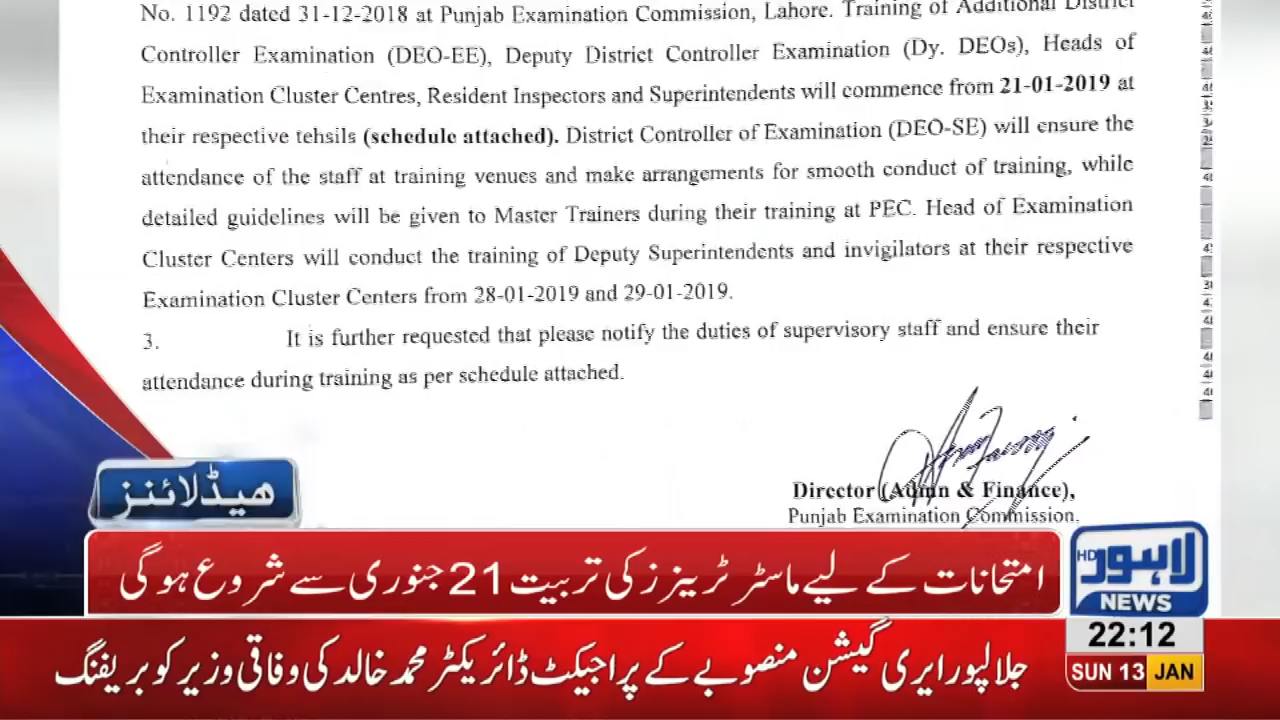 No. 1192 dated 31-12-2018 at Punjab Examination Commission, Lahore. Training of Additional District
Controller Examination (DEO-EE), Deputy District Controller Examination (Dy. DEOs), Heads of
Examination Cluster Centres, Resident Inspectors and Superintendents will commence from 21-01-2019 at
their respective tehsils (schedule attached). District Controller of Examination (DEO-SE) will ensure the
attendance of the staff at training venues and make arrangements for smooth conduct of training, while
detailed guidelines will be given to Master Trainers during their training at PEC. Head of Examination
Cluster Centers will conduct the training of Deputy Superintendents and invigilators at their respective
Examination Cluster Centers from 28-01-2019 and 29-01-2019.
3. It is further requested that please notify the duties of supervisory staff and ensure their
attendance during training as per schedule attached.
Director (Admn & Finance),
Punjab Examination Commission.
ہیڈلائنز
امتحانات کے لیے ماسٹر ٹرینرز کی تربیت 21 جنوری سے شروع ہوگی
لاہور HD
NEWS
22:12
جلالپور ایری گیشن منصوبے کے پراجیکٹ ڈائریکٹر محمد خالد کی وفاقی وزیر کو بریفنگ
SUN 13 JAN